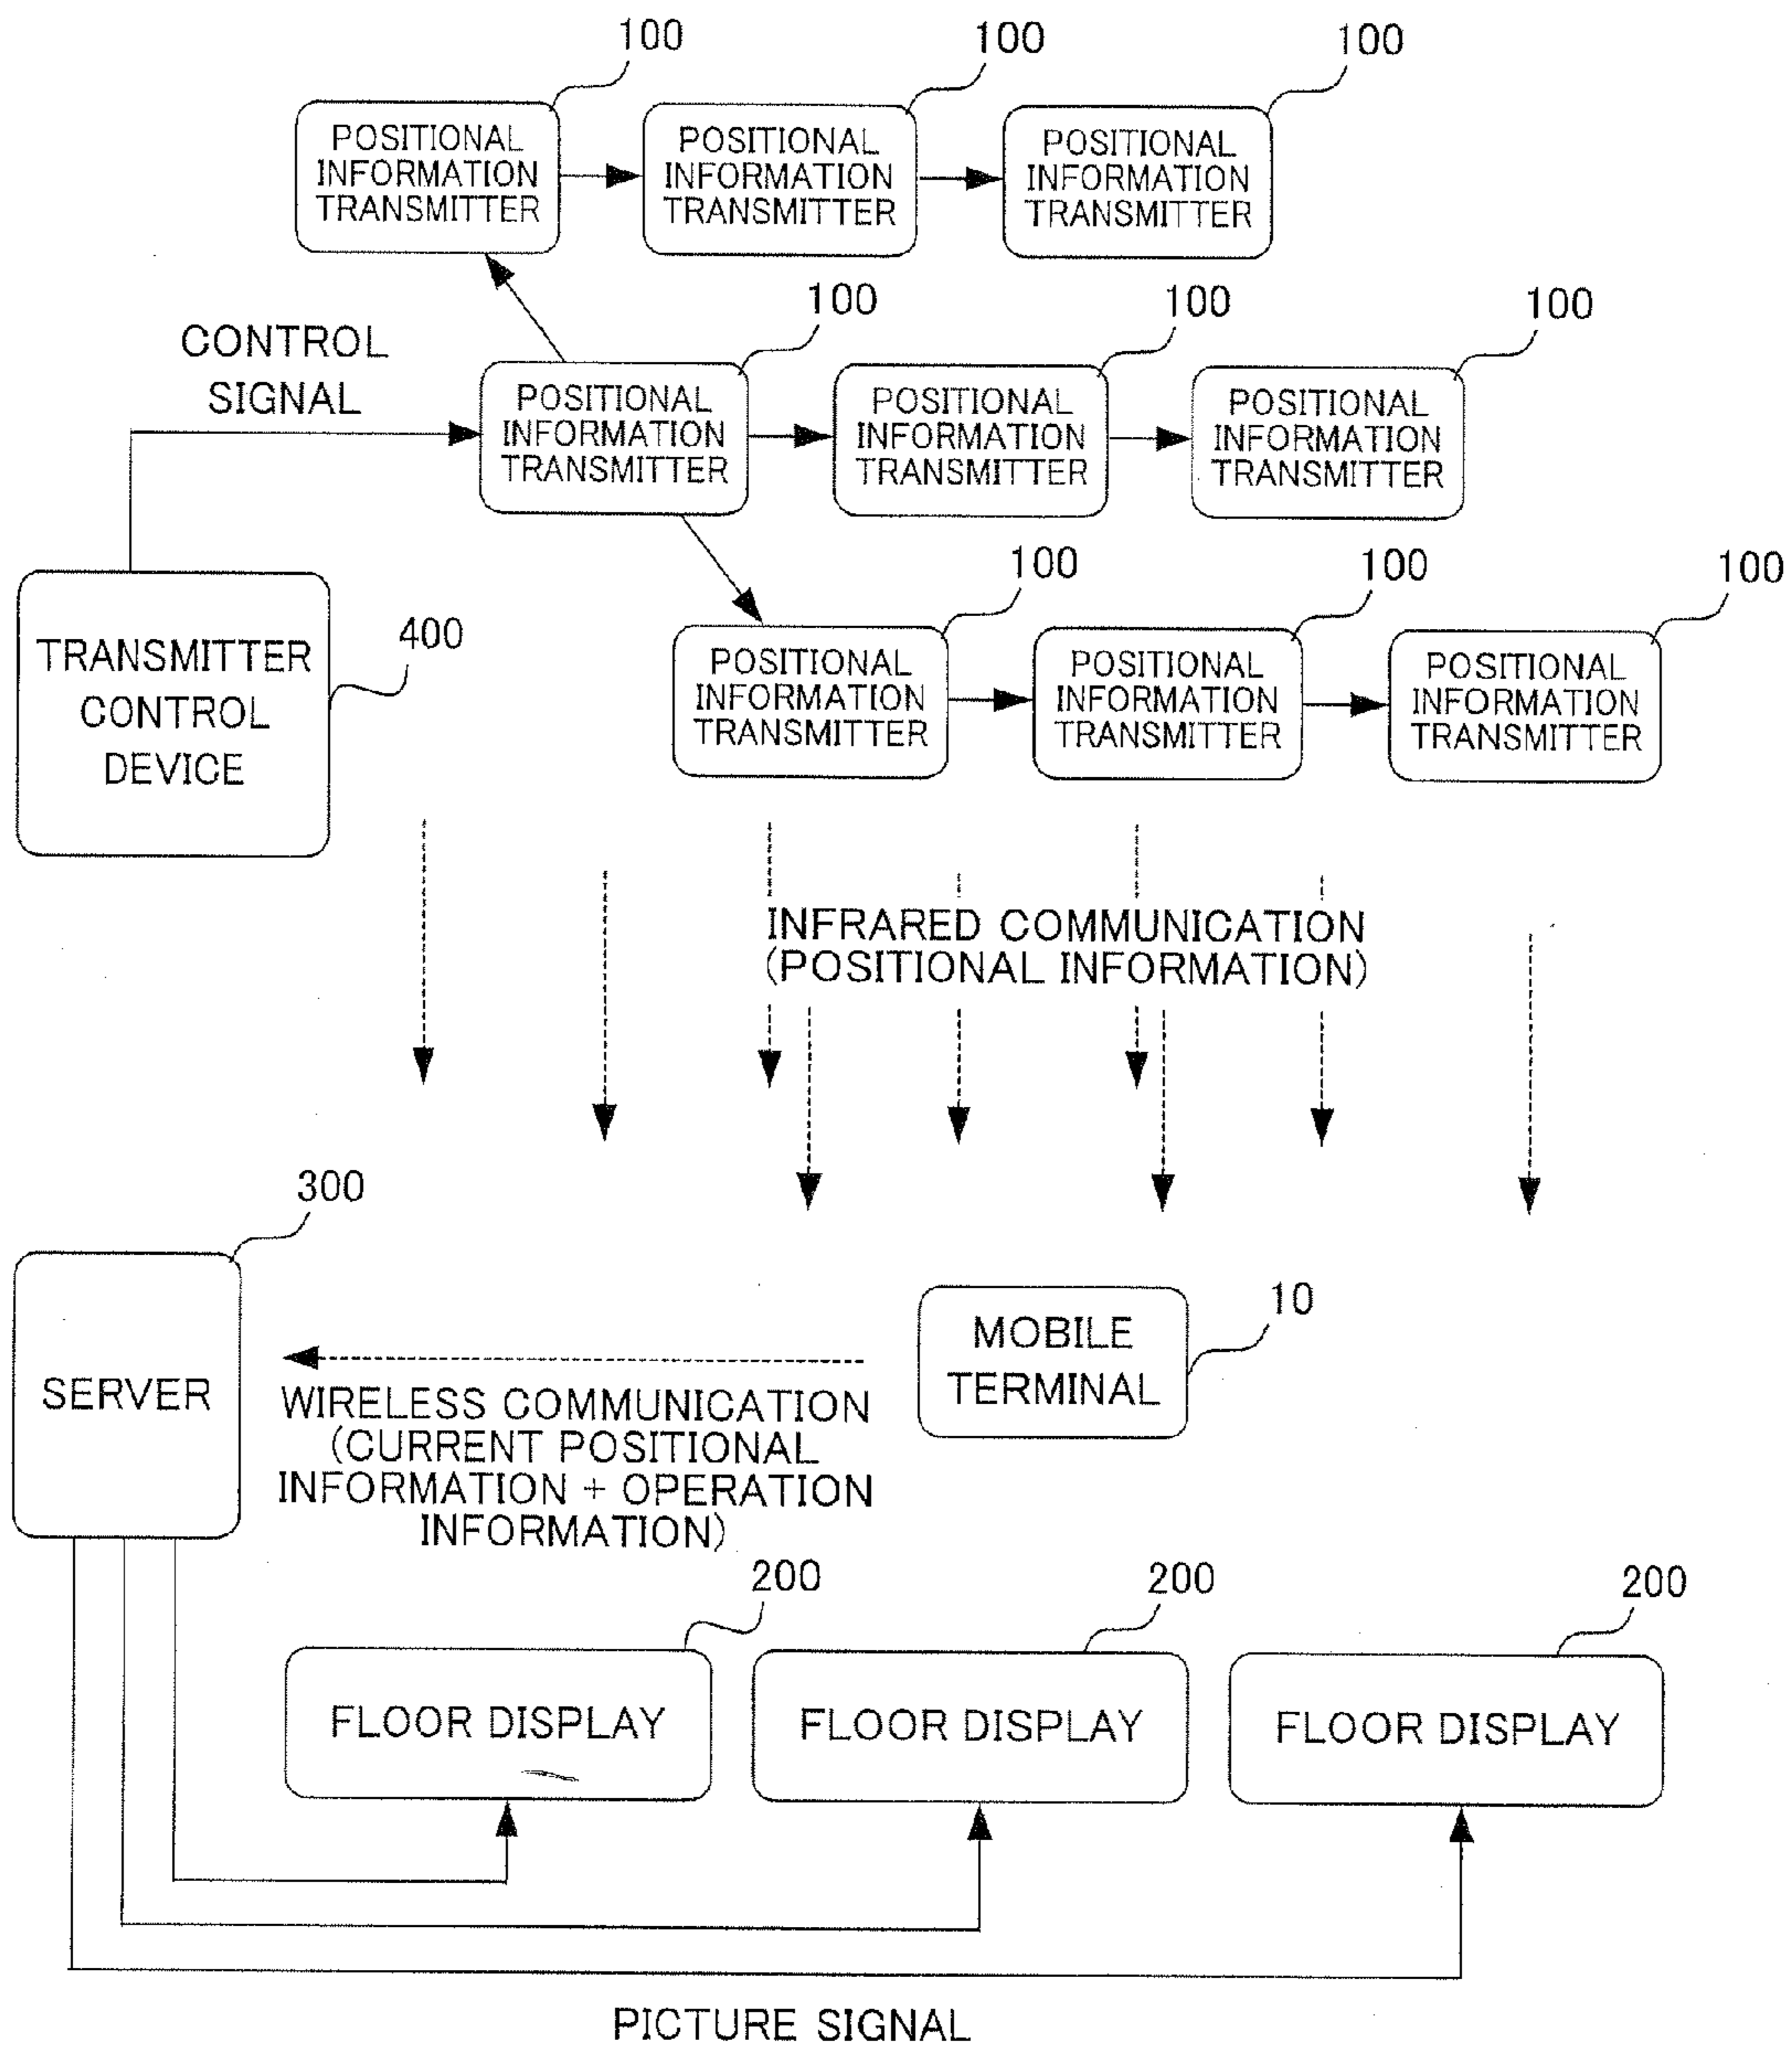 100
100
100
POSITIONAL
INFORMATION
TRANSMITTER
POSITIONAL
INFORMATION
TRANSMITTER
POSITIONAL
INFORMATION
TRANSMITTER
100
100
100
CONTROL
SIGNAL
POSITIONAL
INFORMATION
TRANSMITTER
POSITIONAL
INFORMATION
TRANSMITTER
POSITIONAL
INFORMATION
TRANSMITTER
100
100
100
TRANSMITTER
CONTROL
DEVICE
400
POSITIONAL
INFORMATION
TRANSMITTER
POSITIONAL
INFORMATION
TRANSMITTER
POSITIONAL
INFORMATION
TRANSMITTER
INFRARED COMMUNICATION
(POSITIONAL INFORMATION)
300
SERVER
MOBILE
TERMINAL
10
WIRELESS COMMUNICATION
(CURRENT POSITIONAL
INFORMATION + OPERATION
INFORMATION)
200
200
200
FLOOR DISPLAY
FLOOR DISPLAY
FLOOR DISPLAY
PICTURE SIGNAL